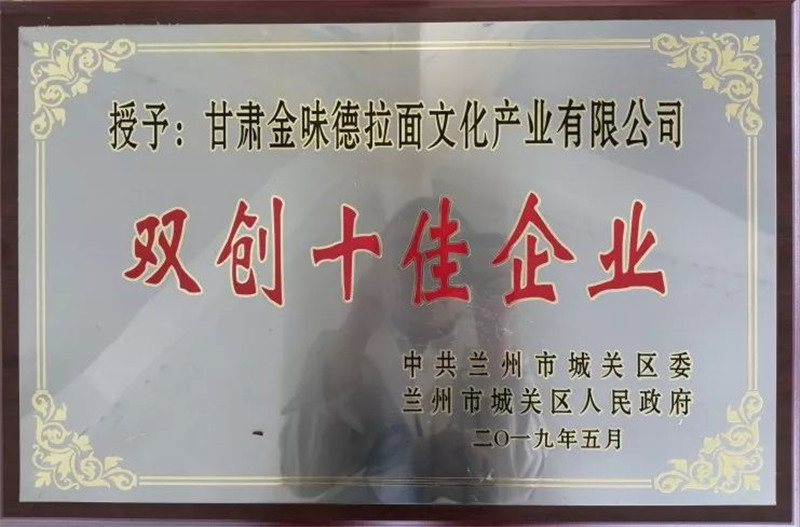 授予：甘肃金味德拉面文化产业有限公司
双创十佳企业
中共兰州市城关区委
兰州市城关区人民政府
二〇一九年五月